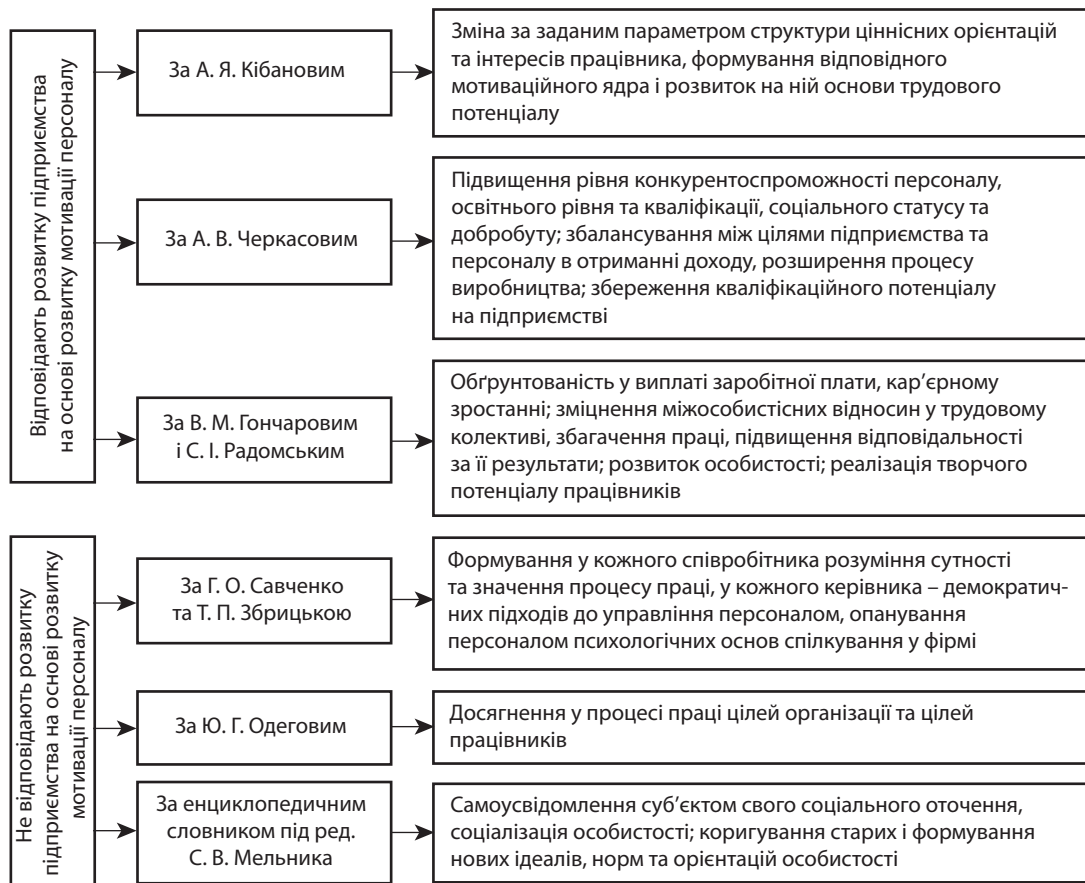 Відповідають розвитку підприємства
на основі розвитку мотивації персоналу
За А. Я. Кібановим
Зміна за заданим параметром структури ціннісних орієнтацій
та інтересів працівника, формування відповідного
мотиваційного ядра і розвиток на ній основи трудового
потенціалу
За А. В. Черкасовим
Підвищення рівня конкурентоспроможності персоналу,
освітнього рівня та кваліфікації, соціального статусу та
добробуту; збалансування між цілями підприємства та
персоналу в отриманні доходу, розширення процесу
виробництва; збереження кваліфікаційного потенціалу
на підприємстві
За В. М. Гончаровим
і С. І. Радомським
Обґрунтованість у виплаті заробітної плати, кар’єрному
зростанні; зміцнення міжособистісних відносин у трудовому
колективі, збагачення праці, підвищення відповідальності
за її результати; розвиток особистості; реалізація творчого
потенціалу працівників
Не відповідають розвитку
підприємства на основі розвитку
мотивації персоналу
За Г. О. Савченко
та Т. П. Збрицькою
Формування у кожного співробітника розуміння сутності
та значення процесу праці, у кожного керівника – демократич-
них підходів до управління персоналом, опанування
персоналом психологічних основ спілкування у фірмі
За Ю. Г. Одеговим
Досягнення у процесі праці цілей організації та цілей
працівників
За енциклопедичним
словником під ред.
С. В. Мельника
Самоусвідомлення суб’єктом свого соціального оточення,
соціалізація особистості; коригування старих і формування
нових ідеалів, норм та орієнтацій особистості